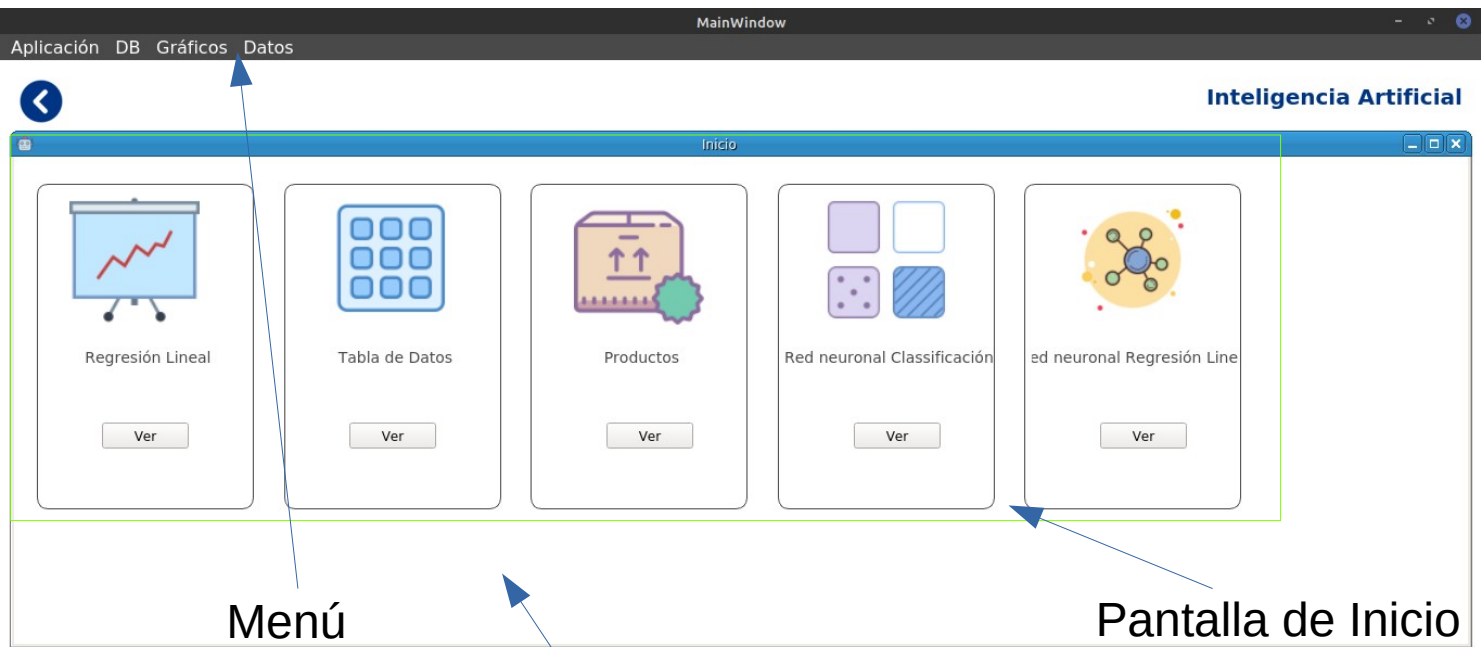 MainWindow
Aplicación DB Gráficos Datos
Inteligencia Artificial
Inicio
Regresión Lineal
Tabla de Datos
Productos
Red neuronal Classificación
ed neuronal Regresión Line
Ver
Ver
Ver
Ver
Ver
Menú
Pantalla de Inicio